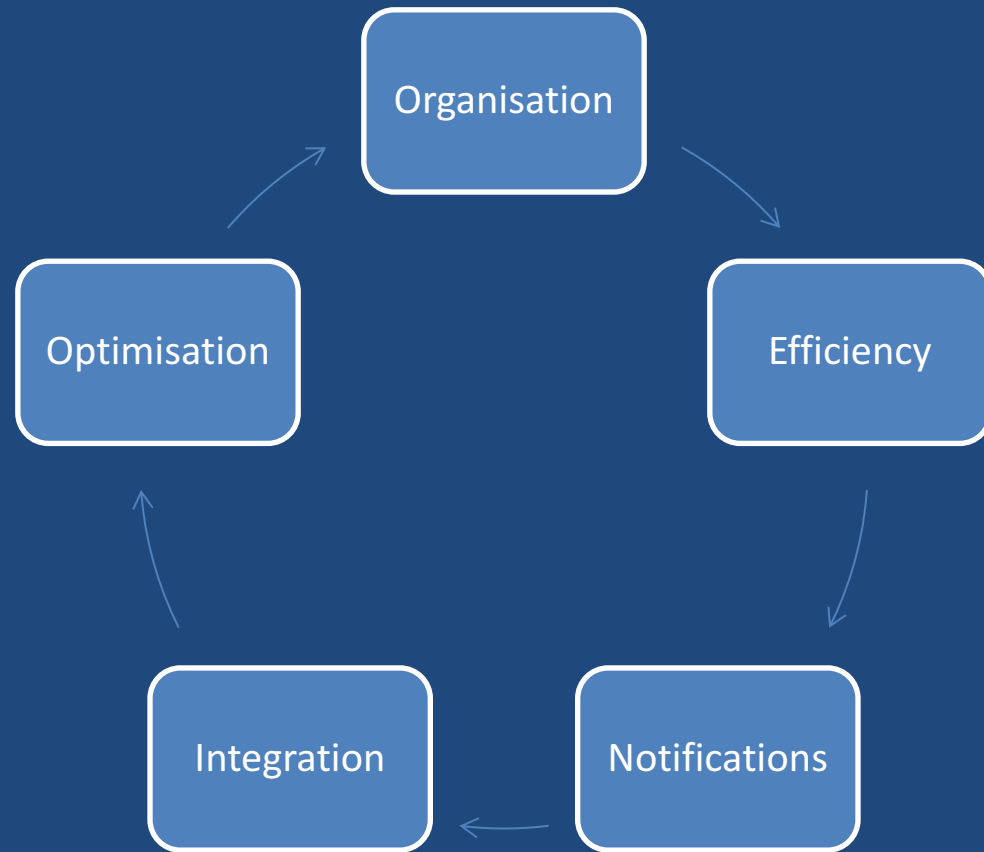 Organisation
Efficiency
Notifications
Integration
Optimisation